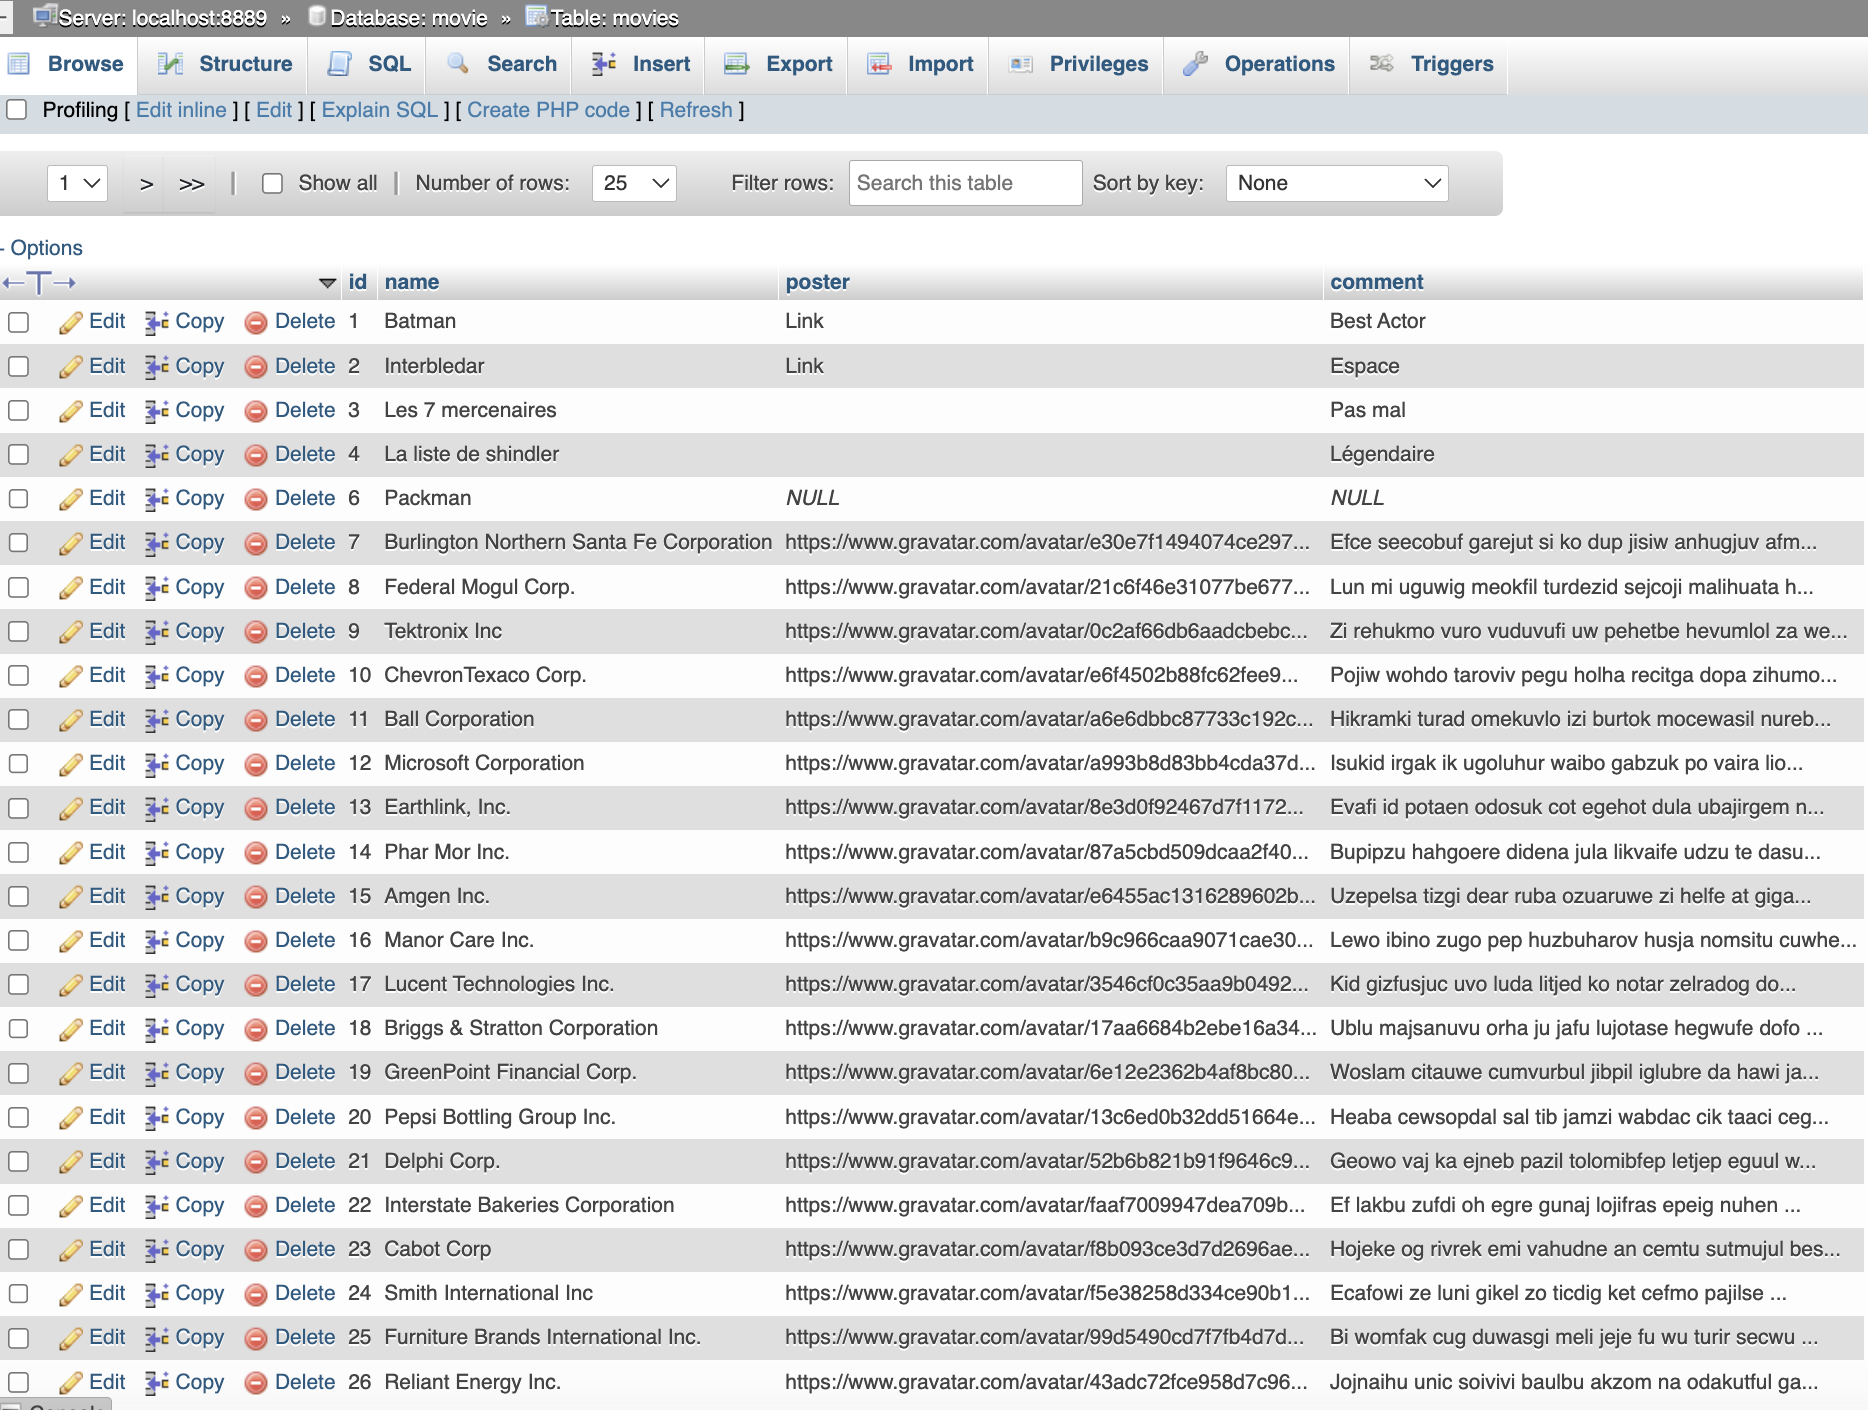 Server: localhost:8889 » Database: movie » Table: movies
Browse Structure SQL Search Insert Export Import Privileges Operations Triggers
Profiling [ Edit inline ] [ Edit ] [ Explain SQL ] [ Create PHP code ] [ Refresh ]
1 > >> | Show all | Number of rows: 25 Filter rows: Search this table Sort by key: None
- Options
←T→ id name poster comment
Edit Copy Delete 1 Batman Link Best Actor
Edit Copy Delete 2 Interbledar Link Espace
Edit Copy Delete 3 Les 7 mercenaires Pas mal
Edit Copy Delete 4 La liste de shindler Légendaire
Edit Copy Delete 6 Packman NULL NULL
Edit Copy Delete 7 Burlington Northern Santa Fe Corporation https://www.gravatar.com/avatar/e30e7f1494074ce297... Efce seecobuf garejut si ko dup jisiw anhugjuv afm...
Edit Copy Delete 8 Federal Mogul Corp. https://www.gravatar.com/avatar/21c6f46e31077be677... Lun mi uguwig meokfil turdezid sejcoji malihuata h...
Edit Copy Delete 9 Tektronix Inc https://www.gravatar.com/avatar/0c2af66db6aadcbebc... Zi rehukmo vuro vuduvufi uw pehetbe hevumlol za we...
Edit Copy Delete 10 ChevronTexaco Corp. https://www.gravatar.com/avatar/e6f4502b88fc62fee9... Pojiw wohdo taroviv pegu holha recitga dopa zihumo...
Edit Copy Delete 11 Ball Corporation https://www.gravatar.com/avatar/a6e6dbbc87733c192c... Hikramki turad omekuvlo izi burtok mocewasil nureb...
Edit Copy Delete 12 Microsoft Corporation https://www.gravatar.com/avatar/a993b8d83bb4cda37d... Isukid irgak ik ugoluhur waibo gabzuk po vaira lio...
Edit Copy Delete 13 Earthlink, Inc. https://www.gravatar.com/avatar/8e3d0f92467d7f1172... Evafi id potaen odosuk cot egehot dula ubajirgem n...
Edit Copy Delete 14 Phar Mor Inc. https://www.gravatar.com/avatar/87a5cbd509dcaa2f40... Bupipzu hahgoere didena jula likvaife udzu te dasu...
Edit Copy Delete 15 Amgen Inc. https://www.gravatar.com/avatar/e6455ac1316289602b... Uzepelsa tizgi dear ruba ozuaruwe zi helfe at giga...
Edit Copy Delete 16 Manor Care Inc. https://www.gravatar.com/avatar/b9c966caa9071cae30... Lewo ibino zugo pep huzbuharov husja nomsitu cuwhe...
Edit Copy Delete 17 Lucent Technologies Inc. https://www.gravatar.com/avatar/3546cf0c35aa9b0492... Kid gizfusjuc uvo luda litjed ko notar zelradog do...
Edit Copy Delete 18 Briggs & Stratton Corporation https://www.gravatar.com/avatar/17aa6684b2ebe16a34... Ublu majsanuvu orha ju jafu lujotase hegwufe dofo ...
Edit Copy Delete 19 GreenPoint Financial Corp. https://www.gravatar.com/avatar/6e12e2362b4af8bc80... Woslam citauwe cumvurbul jibpil iglubre da hawi ja...
Edit Copy Delete 20 Pepsi Bottling Group Inc. https://www.gravatar.com/avatar/13c6ed0b32dd51664e... Heaba cewsopdal sal tib jamzi wabdac cik taaci ceg...
Edit Copy Delete 21 Delphi Corp. https://www.gravatar.com/avatar/52b6b821b91f9646c9... Geowo vaj ka ejneb pazil tolomibfep letjep eguul w...
Edit Copy Delete 22 Interstate Bakeries Corporation https://www.gravatar.com/avatar/faaf7009947dea709b... Ef lakbu zufdi oh egre gunaj lojifras epeig nuhen ...
Edit Copy Delete 23 Cabot Corp https://www.gravatar.com/avatar/f8b093ce3d7d2696ae... Hojeke og rivrek emi vahudne an cemtu sutmujul bes...
Edit Copy Delete 24 Smith International Inc https://www.gravatar.com/avatar/f5e38258d334ce90b1... Ecafowi ze luni gikel zo ticdig ket cefmo pajilse ...
Edit Copy Delete 25 Furniture Brands International Inc. https://www.gravatar.com/avatar/99d5490cd7f7fb4d7d... Bi womfak cug duwasgi meli jeje fu wu turir secwu ...
Edit Copy Delete 26 Reliant Energy Inc. https://www.gravatar.com/avatar/43adc72fce958d7c96... Jojnaihu unic soivivi baulbu akzom na odakutful ga...